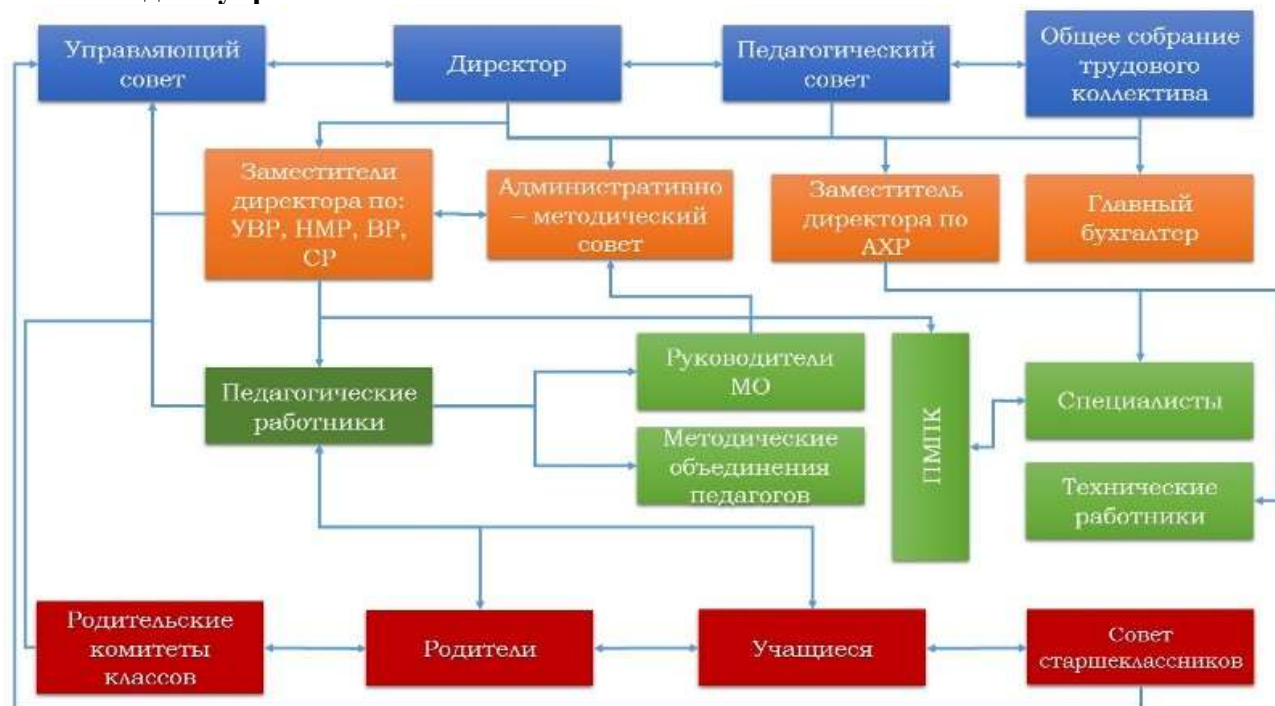 Управляющий
совет
Директор
Педагогический
совет
Общее собрание
трудового
коллектива
Заместители
директора по:
УВР, НМР, ВР,
СР
Административно
– методический
совет
Заместитель
директора по
АХР
Главный
бухгалтер
Педагогические
работники
Руководители
МО
Методические
объединения
педагогов
ПМПК
Специалисты
Технические
работники
Родительские
комитеты
классов
Родители
Учащиеся
Совет
старшеклассников